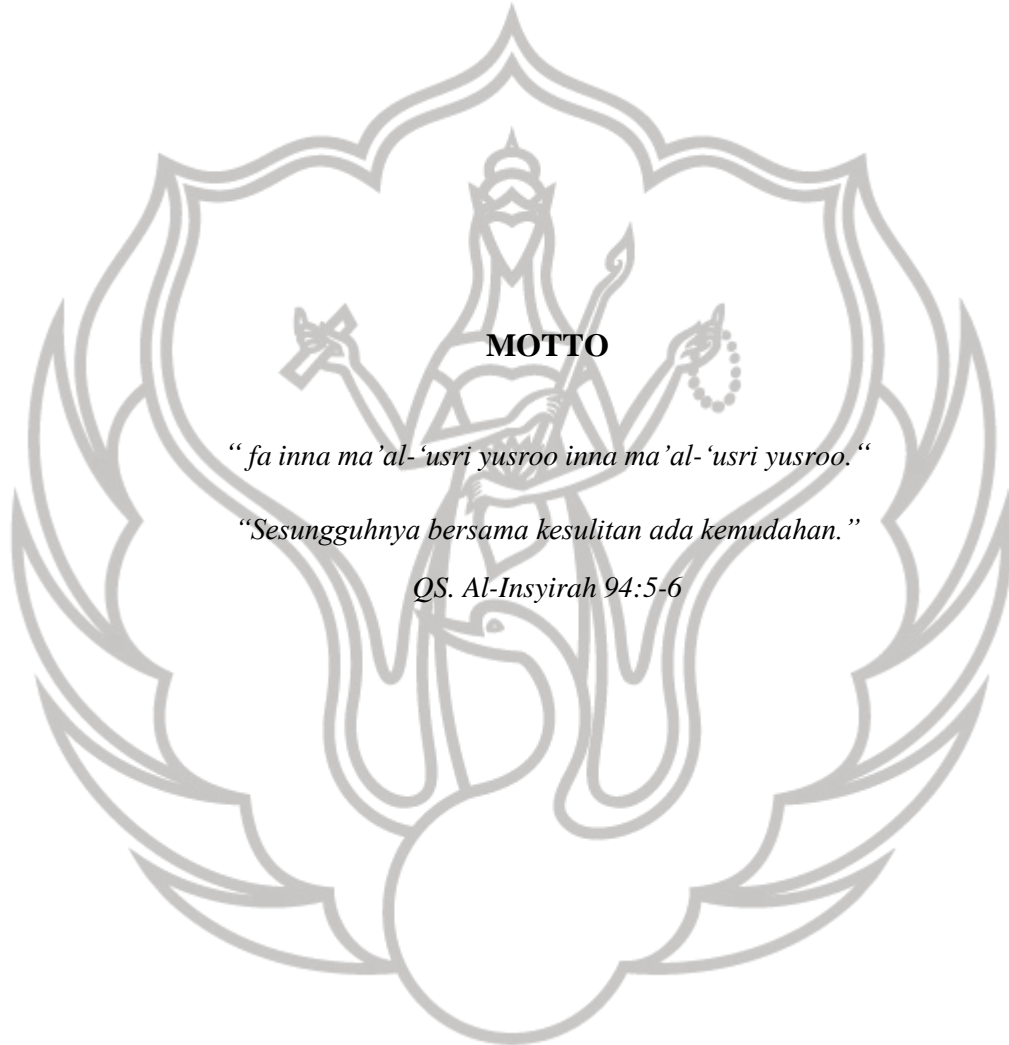 MOTTO
“ fa inna ma’al-‘usri yusroo inna ma’al-‘usri yusroo.“
“Sesungguhnya bersama kesulitan ada kemudahan.”
QS. Al-Insyirah 94:5-6